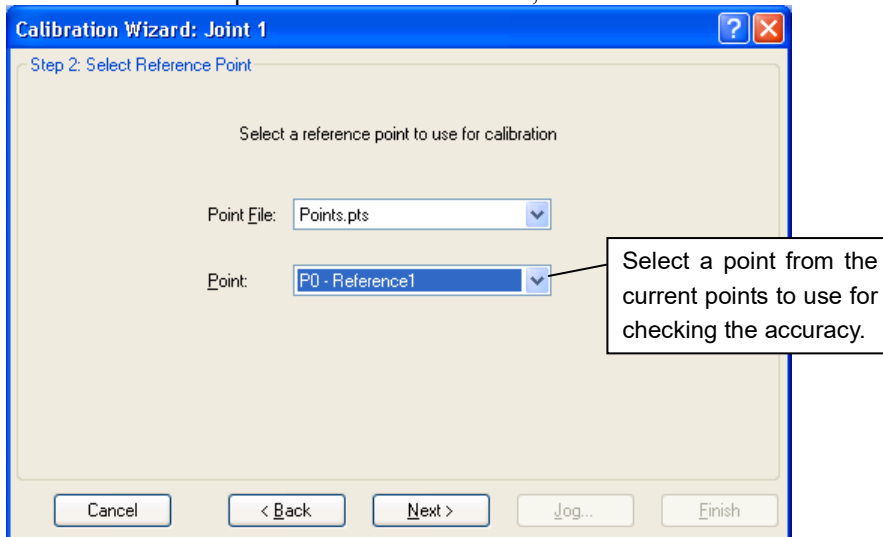 Calibration Wizard: Joint 1
Step 2: Select Reference Point
Select a reference point to use for calibration
Point File: Points.pts
Point: P0 - Reference1
Select a point from the
current points to use for
checking the accuracy.
Cancel < Back Next > Jog... Finish